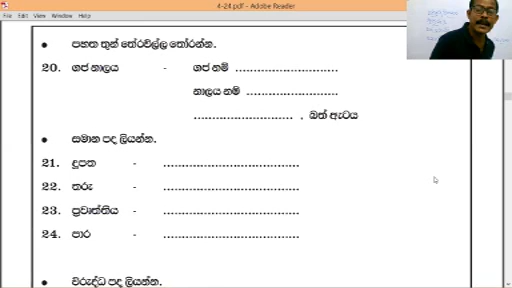 4-24.pdf - Adobe Reader
File Edit View Window Help
• පහත තුන් තේරවිල්ල තෝරන්න.
20. ගජ නාලය - ගජ නම් ............................
නාලය නම් .........................
........................... , බත් ඇටය
• සමාන පද ලියන්න.
21. දූපත - .....................................
22. තරු - .....................................
23. ප්‍රවෘත්තිය - .....................................
24. පාර - .....................................
• විරුද්ධ පද ලියන්න.